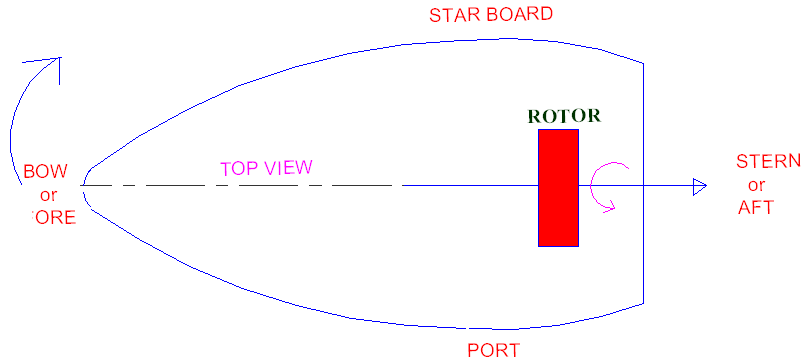 STAR BOARD
ROTOR
TOP VIEW
BOW
or
ORE
STERN
or
AFT
PORT